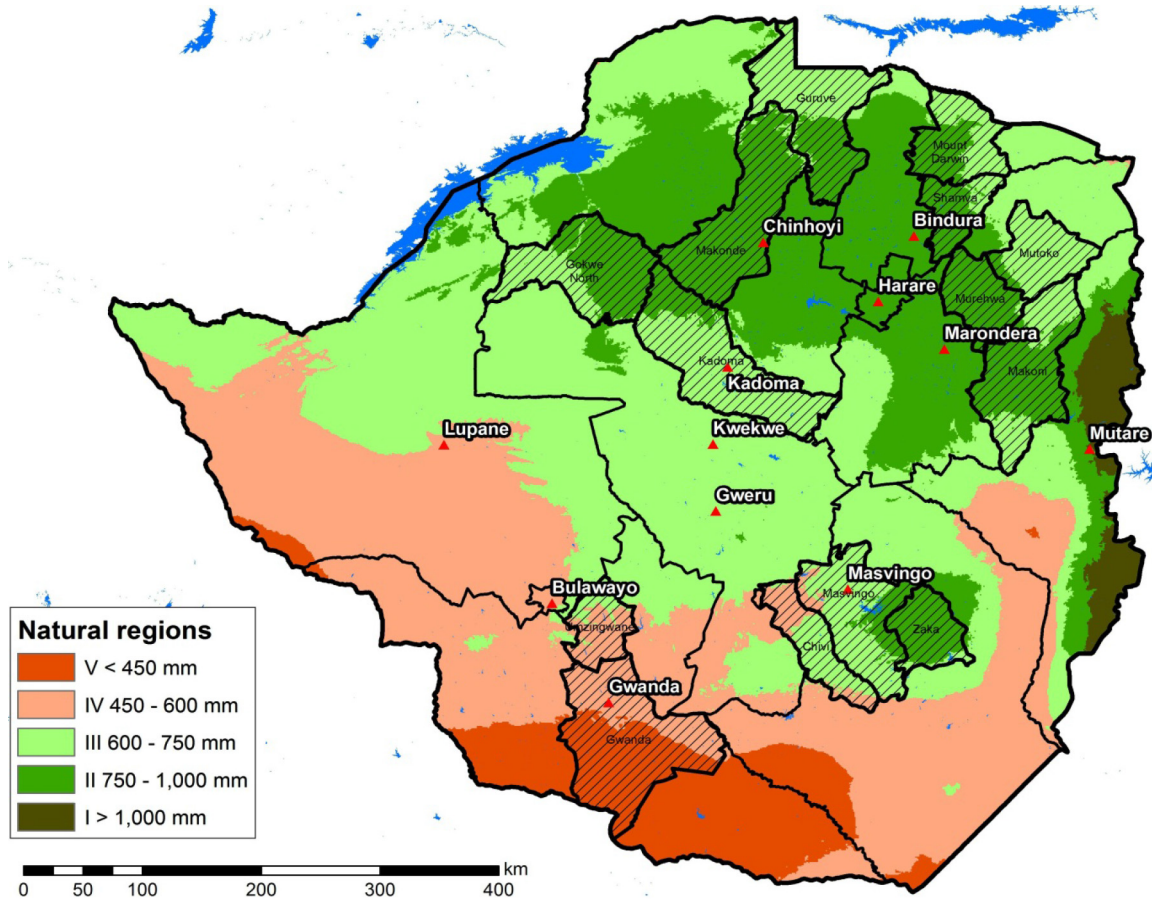 Guruve
Mount
Darwin
Shamva
Chinhoyi
Bindura
Makonde
Mutoko
Gokwe
North
Harare
Murehwa
Marondera
Kadoma
Kadoma
Makoni
Lupane
Kwekwe
Mutare
Gweru
Masvingo
Masvingo
Bulawayo
Umzingwane
Zaka
Chivi
Gwanda
Gwanda
Natural regions
V < 450 mm
IV 450 - 600 mm
III 600 - 750 mm
II 750 - 1,000 mm
I > 1,000 mm
km
0 50 100 200 300 400